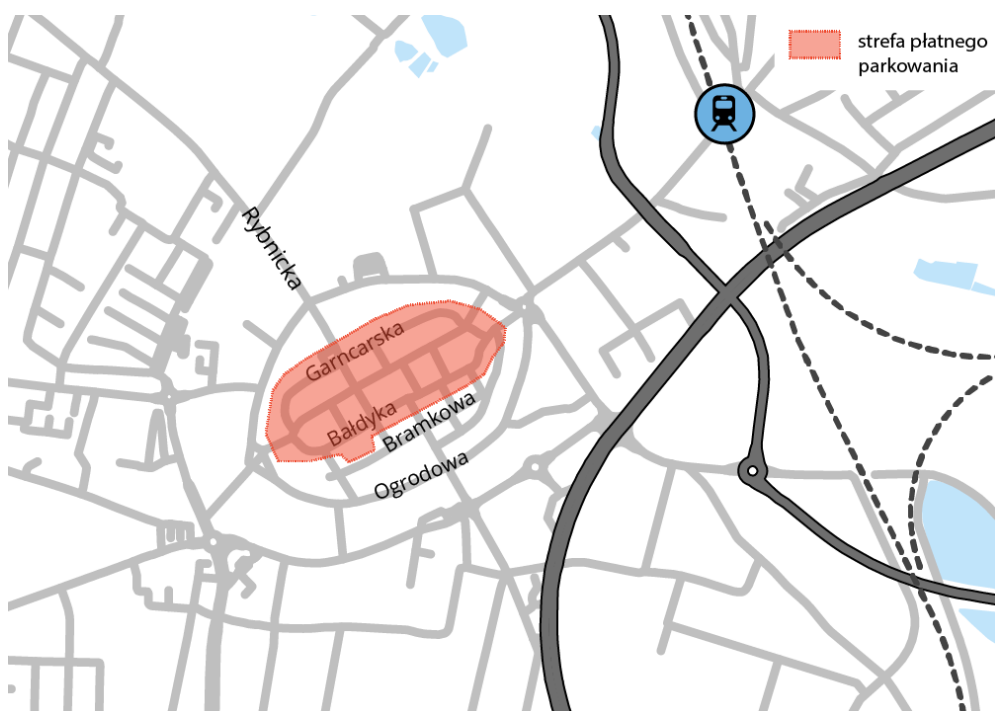 strefa płatnego
parkowania
Rybnicka
Garncarska
Bałdyka
Bramkowa
Ogrodowa